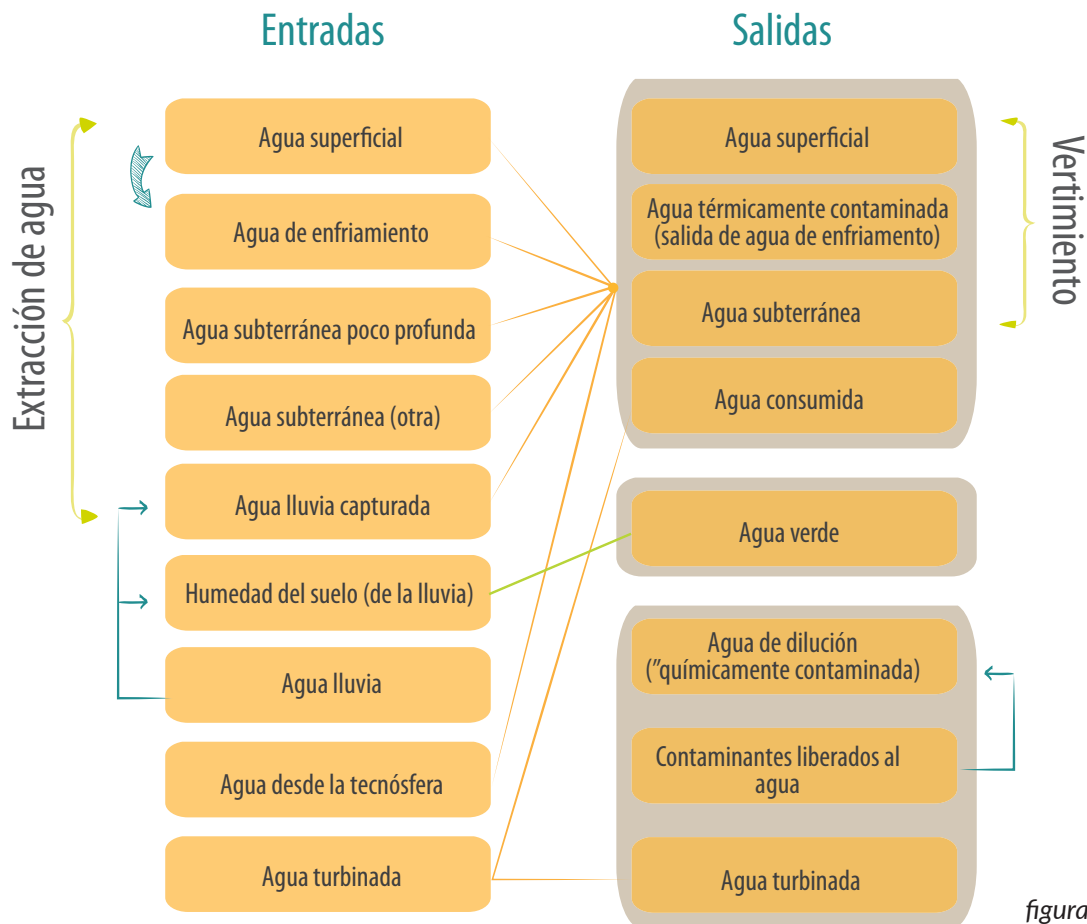 Entradas
Salidas
Extracción de agua
Agua superficial
Agua de enfriamiento
Agua subterránea poco profunda
Agua subterránea (otra)
Agua lluvia capturada
Humedad del suelo (de la lluvia)
Agua lluvia
Agua desde la tecnósfera
Agua turbinada
Agua superficial
Agua térmicamente contaminada
(salida de agua de enfriamento)
Agua subterránea
Agua consumida
Agua verde
Agua de dilución
(”químicamente contaminada)
Contaminantes liberados al
agua
Agua turbinada
Vertimiento
figura